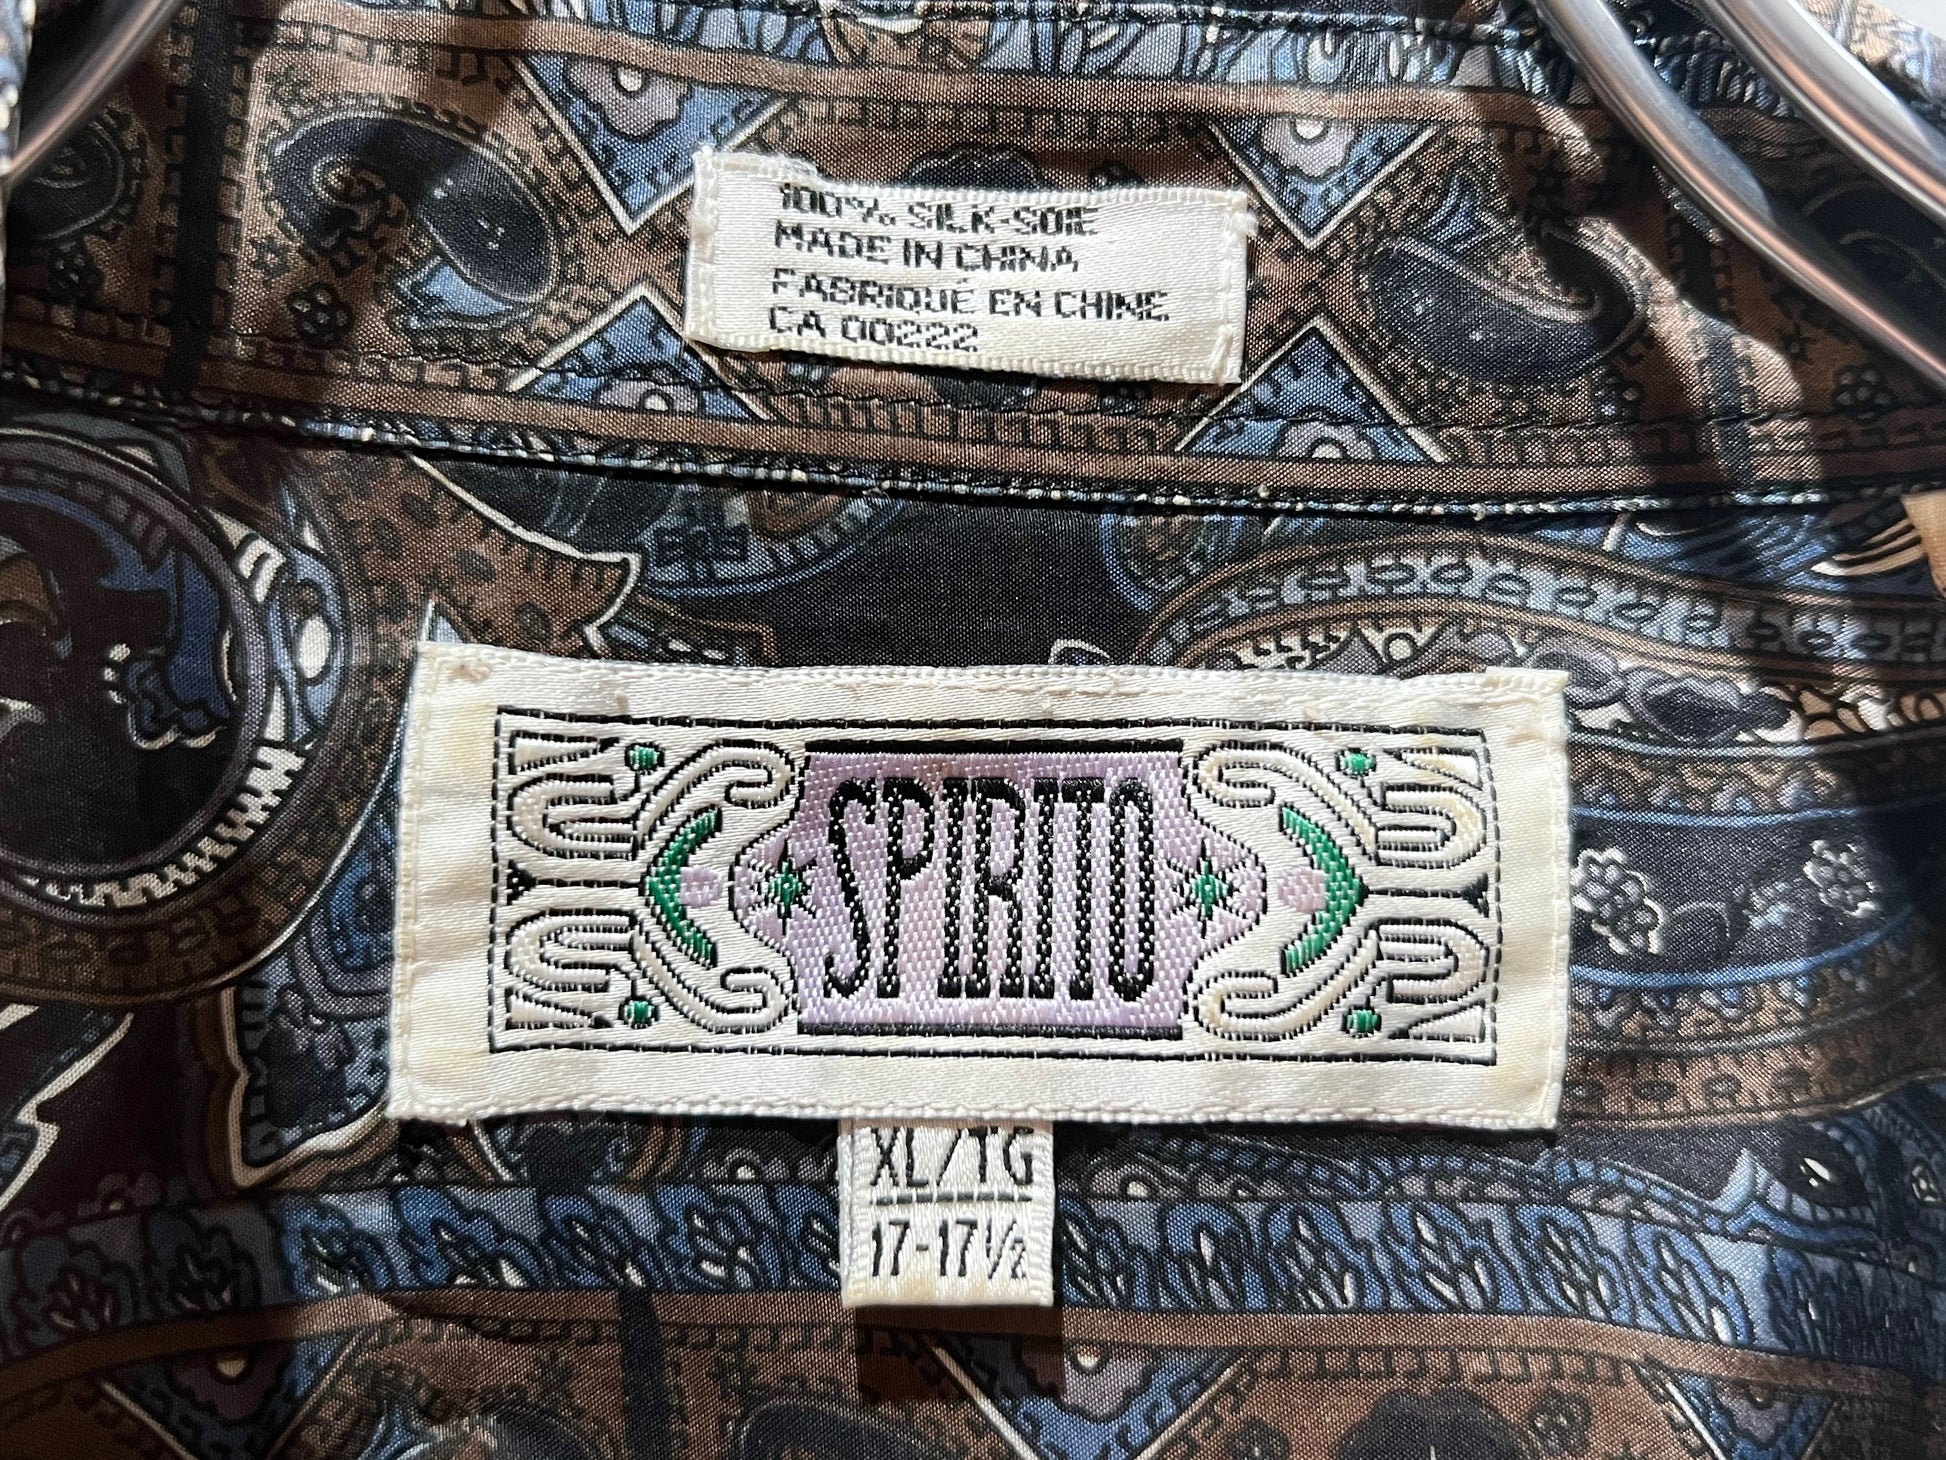 100% SILK-SOIE
MADE IN CHINA
FABRIQUÉ EN CHINE
CA 00222
SPIRITO
XL/TG
17-17½